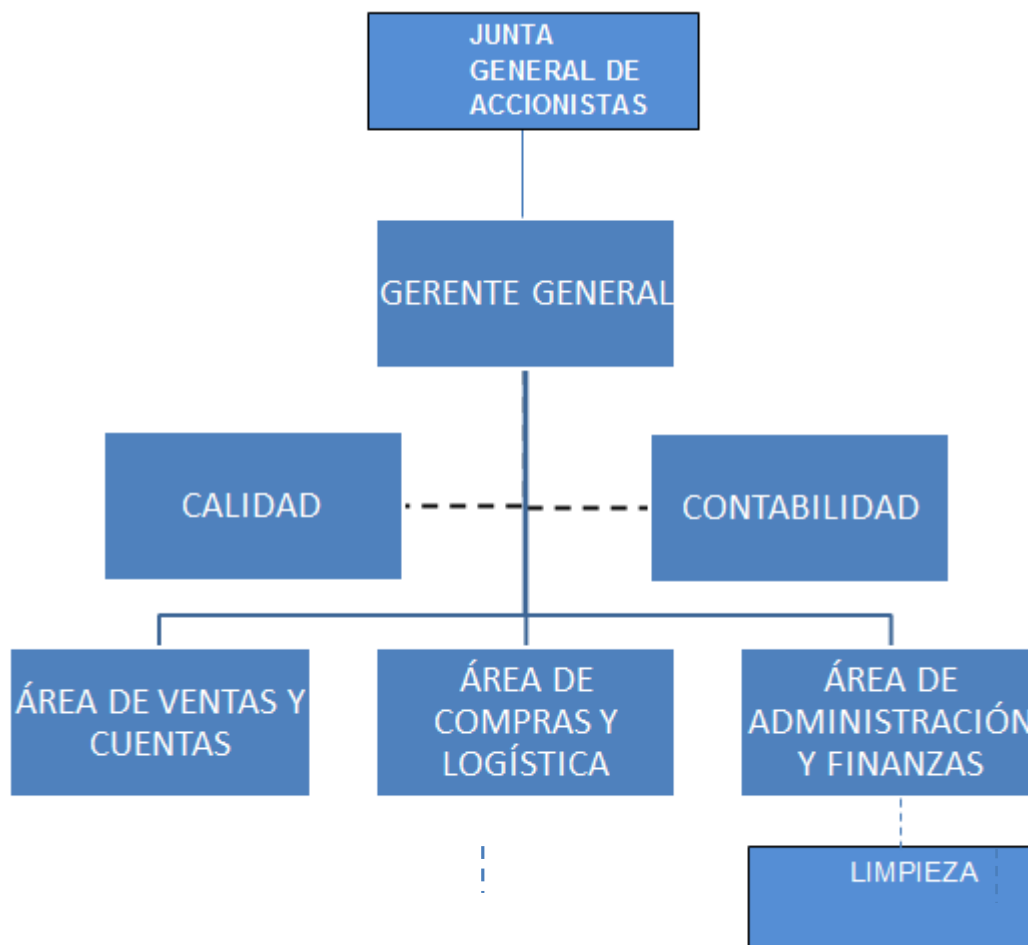 JUNTA
GENERAL DE
ACCIONISTAS
GERENTE GENERAL
CALIDAD
CONTABILIDAD
ÁREA DE VENTAS Y
CUENTAS
ÁREA DE
COMPRAS Y
LOGÍSTICA
ÁREA DE
ADMINISTRACIÓN
Y FINANZAS
LIMPIEZA